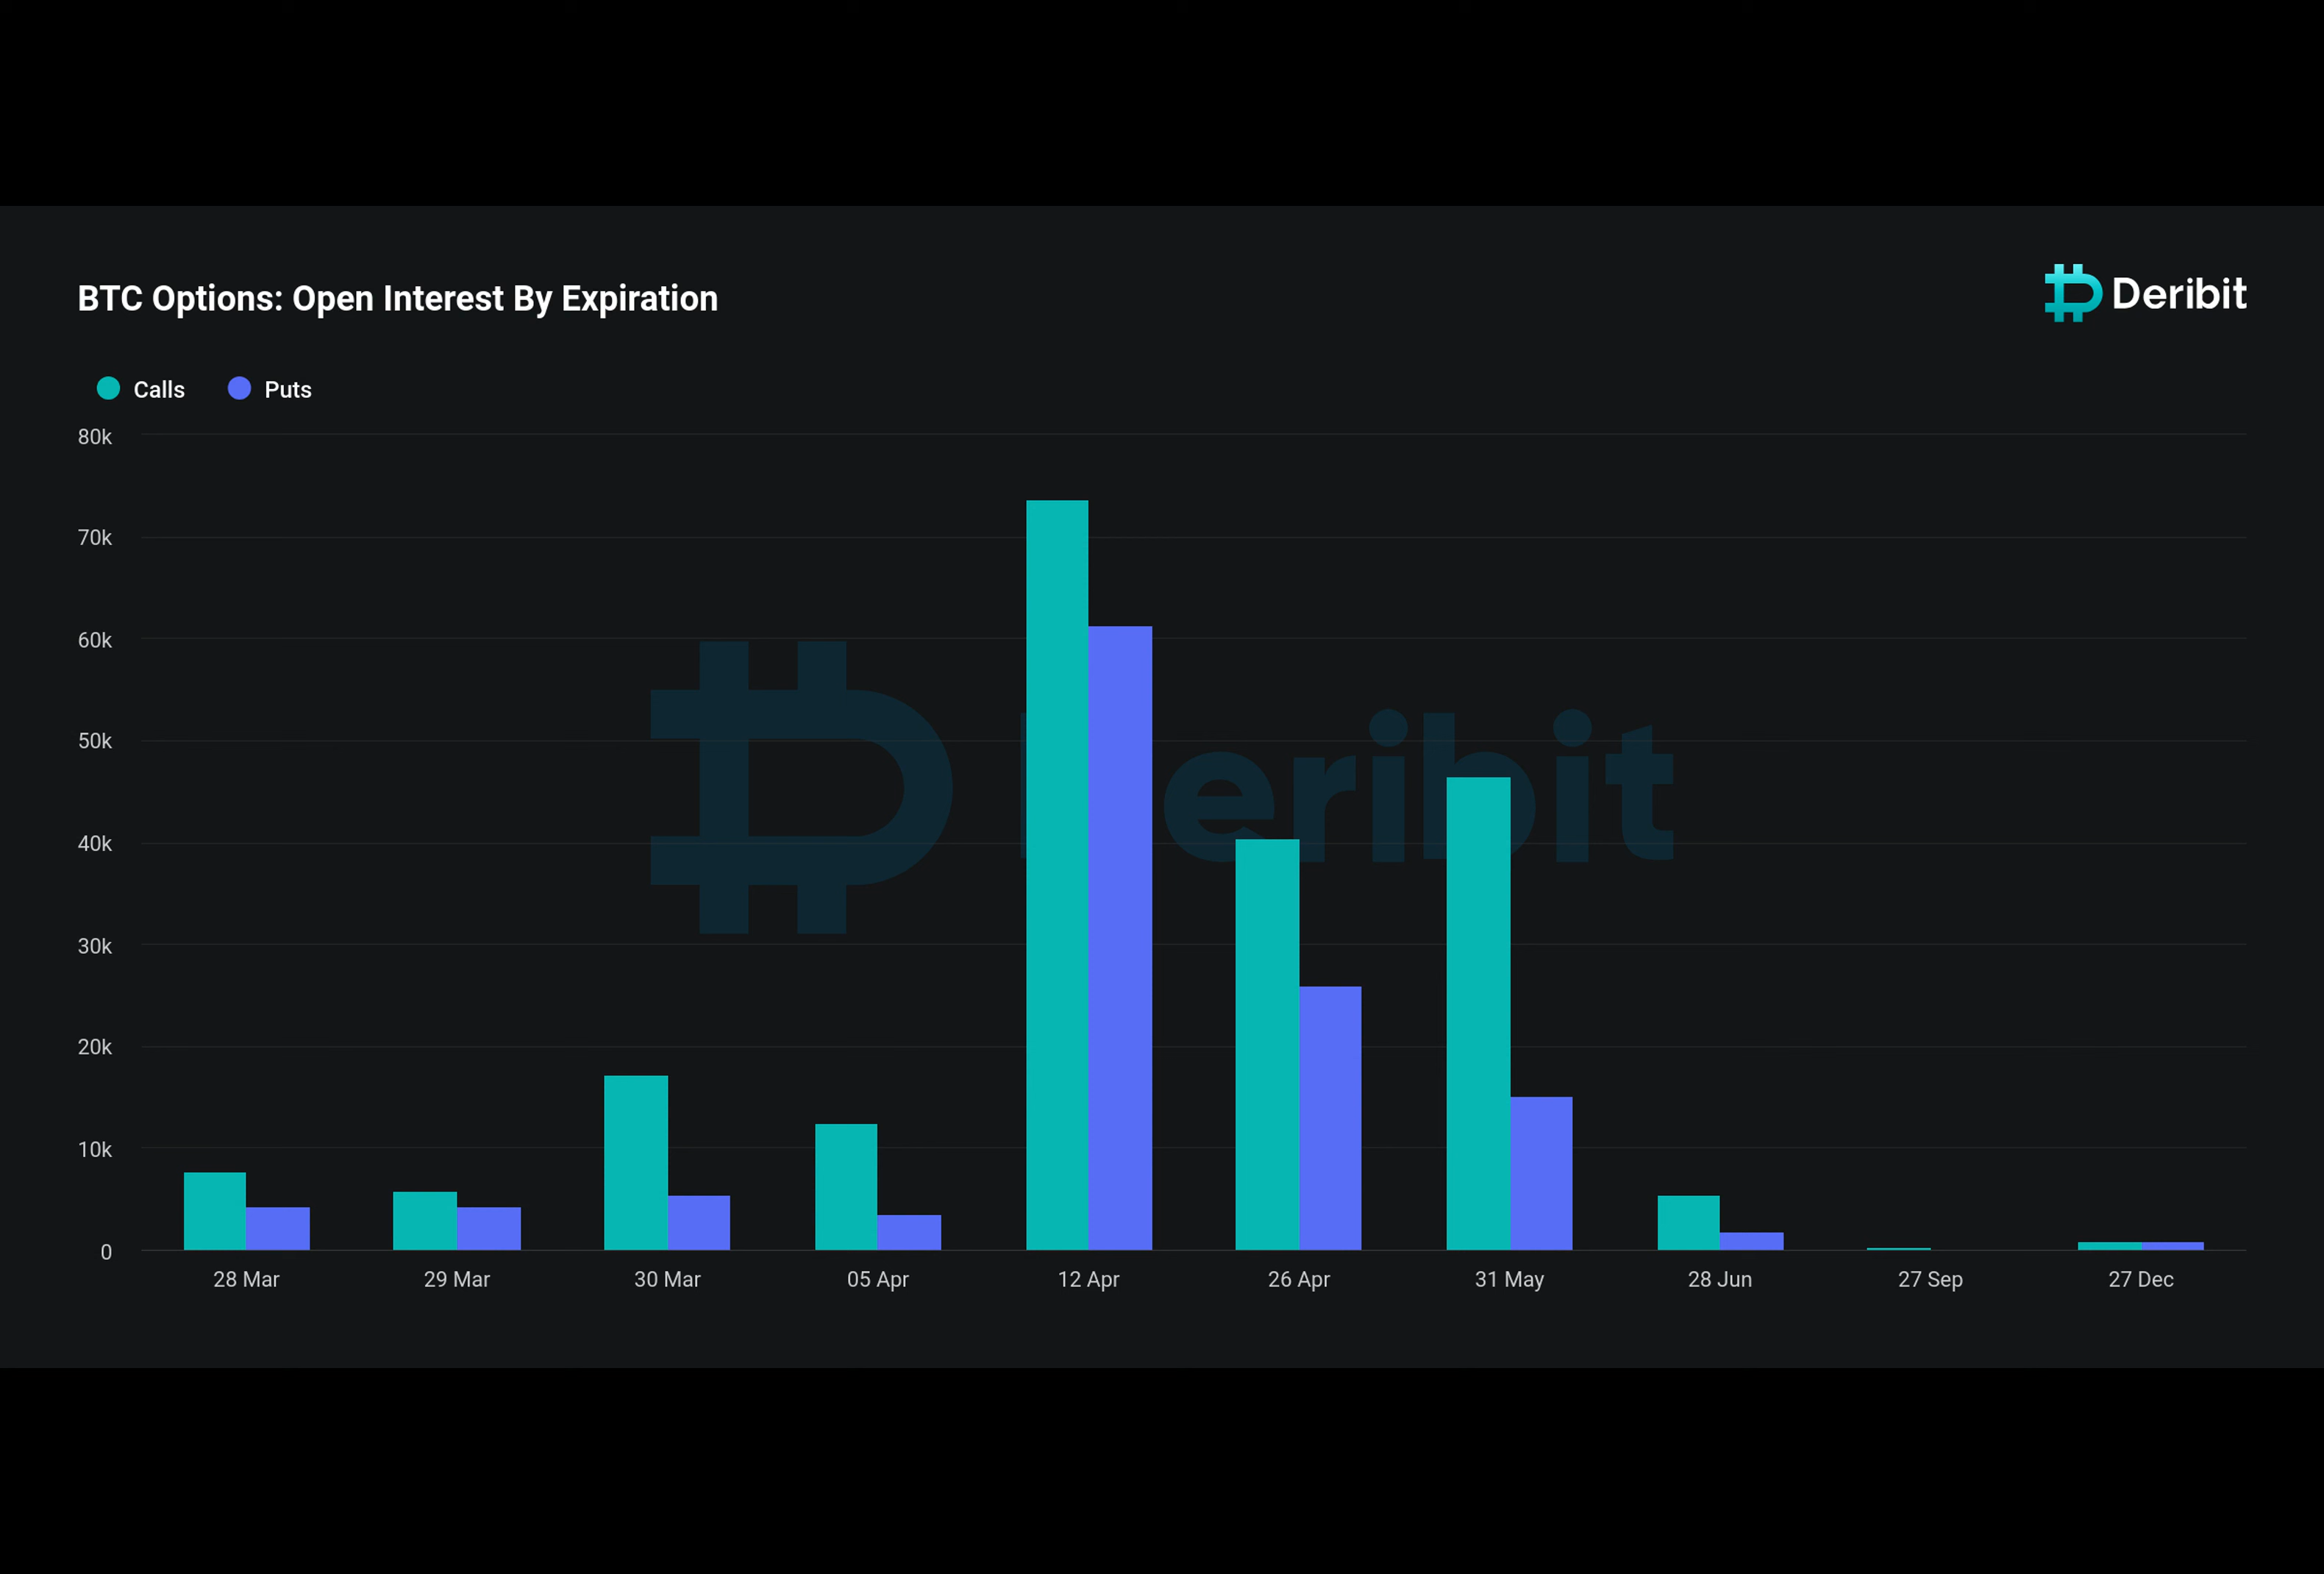 BTC Options: Open Interest By Expiration
Deribit
Calls
Puts
80k
70k
60k
50k
40k
30k
20k
10k
0
Deribit
28 Mar
29 Mar
30 Mar
05 Apr
12 Apr
26 Apr
31 May
28 Jun
27 Sep
27 Dec